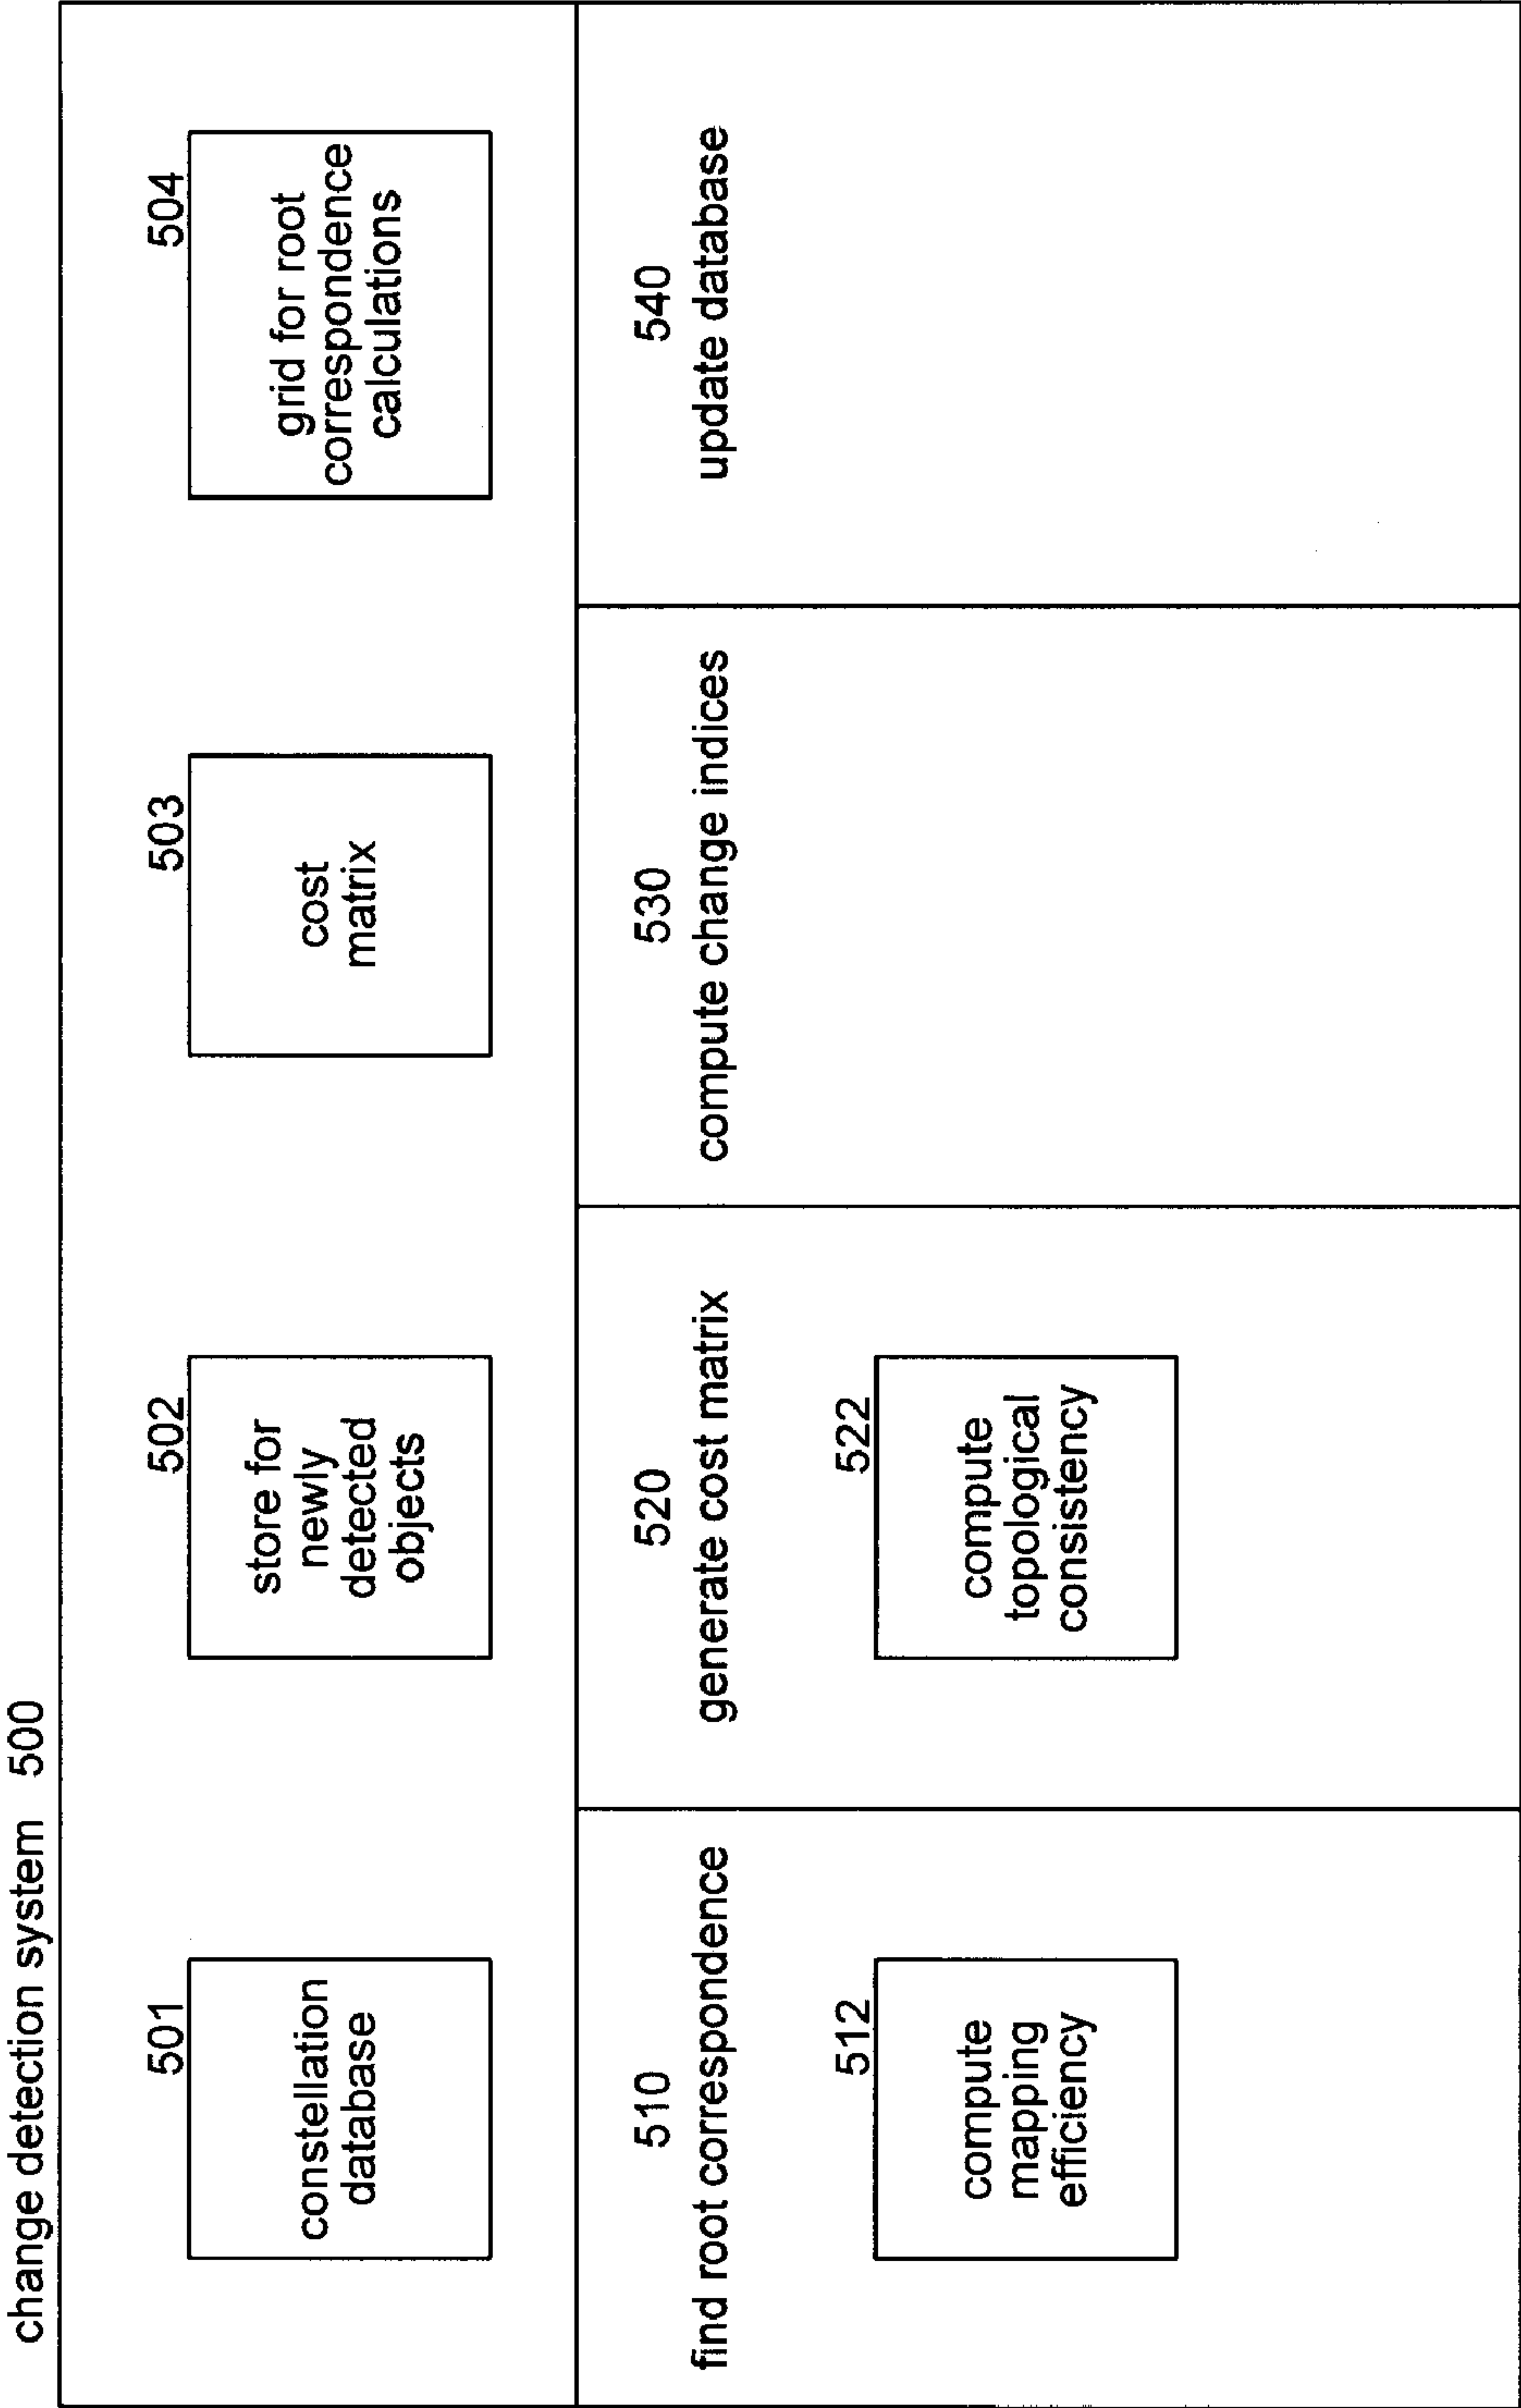 change detection system 500
501
constellation
database
502
store for
newly
detected
objects
503
cost
matrix
504
grid for root
correspondence
calculations
510
find root correspondence
512
compute
mapping
efficiency
520
generate cost matrix
522
compute
topological
consistency
530
compute change indices
540
update database